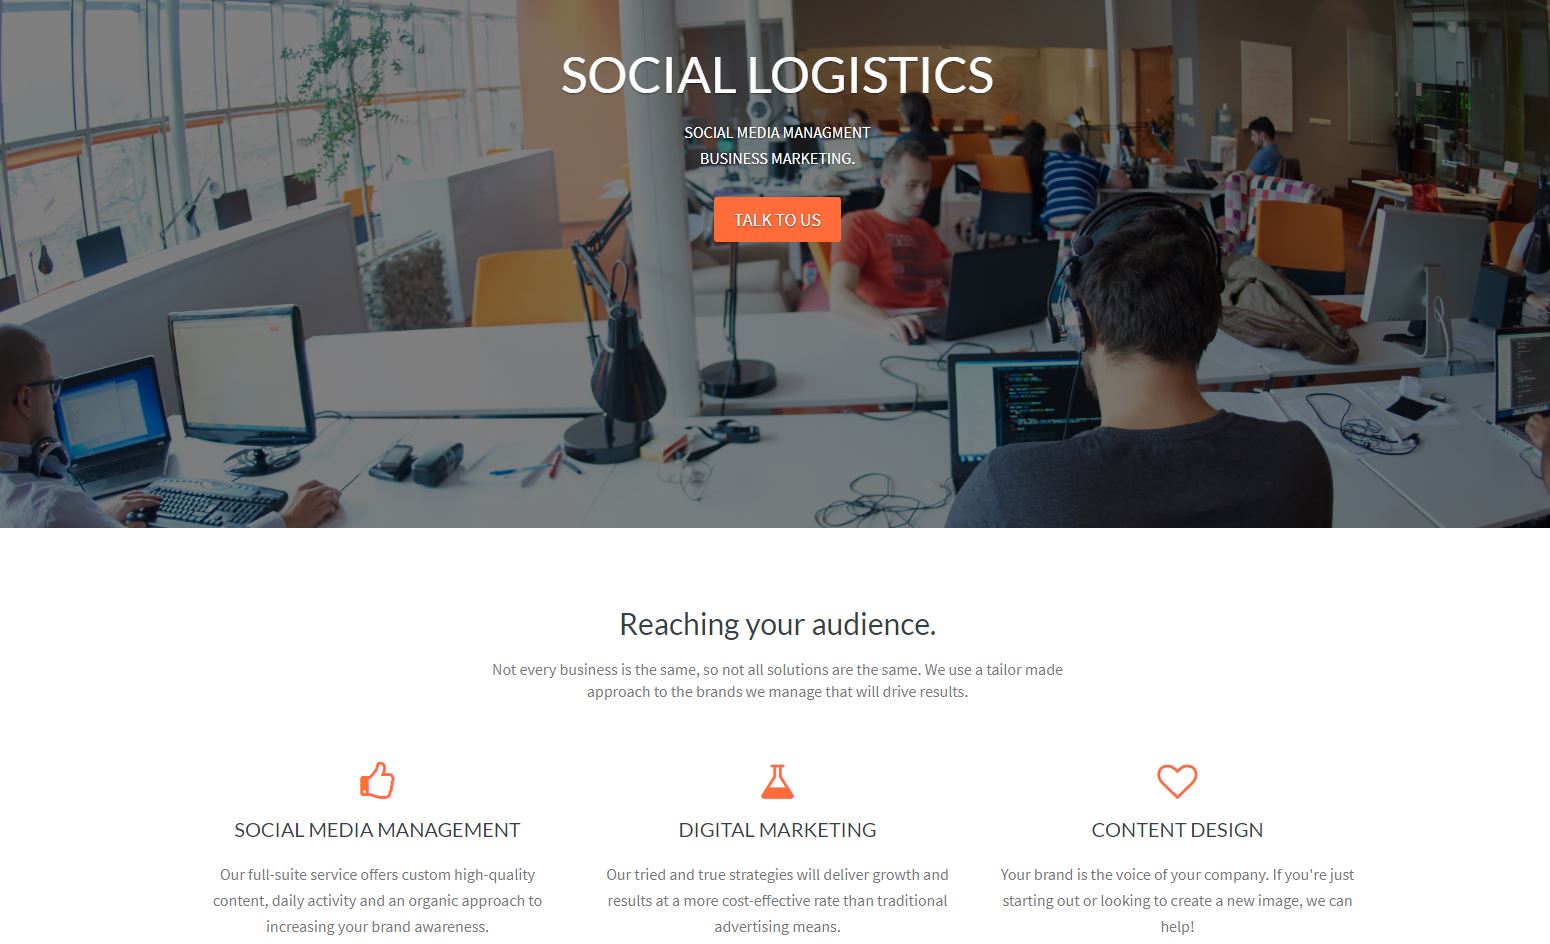 SOCIAL LOGISTICS
SOCIAL MEDIA MANAGMENT
BUSINESS MARKETING.
TALK TO US
Reaching your audience.
Not every business is the same, so not all solutions are the same. We use a tailor made
approach to the brands we manage that will drive results.
SOCIAL MEDIA MANAGEMENT
Our full-suite service offers custom high-quality
content, daily activity and an organic approach to
increasing your brand awareness.
DIGITAL MARKETING
Our tried and true strategies will deliver growth and
results at a more cost-effective rate than traditional
advertising means.
CONTENT DESIGN
Your brand is the voice of your company. If you're just
starting out or looking to create a new image, we can
help!